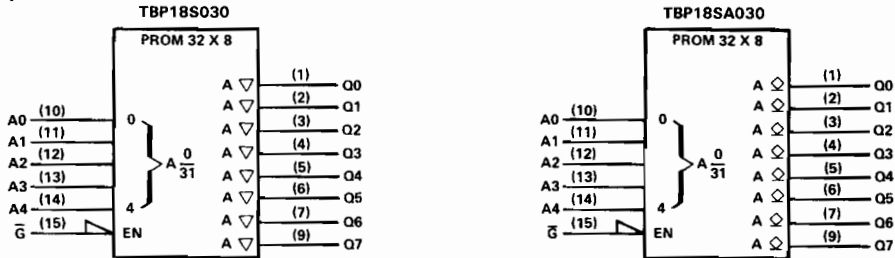 TBP18S030
PROM 32 X 8
A ▽ (1) Q0
A ▽ (2) Q1
A ▽ (3) Q2
A ▽ (4) Q3
A ▽ (5) Q4
A ▽ (6) Q5
A ▽ (7) Q6
A ▽ (9) Q7
A0 (10) 0
A1 (11)
A2 (12)
A3 (13)
A4 (14) 4
G̅ (15) EN
A 0/31
TBP18SA030
PROM 32 X 8
A ◇ (1) Q0
A ◇ (2) Q1
A ◇ (3) Q2
A ◇ (4) Q3
A ◇ (5) Q4
A ◇ (6) Q5
A ◇ (7) Q6
A ◇ (9) Q7
A0 (10) 0
A1 (11)
A2 (12)
A3 (13)
A4 (14) 4
G̅ (15) EN
A 0/31